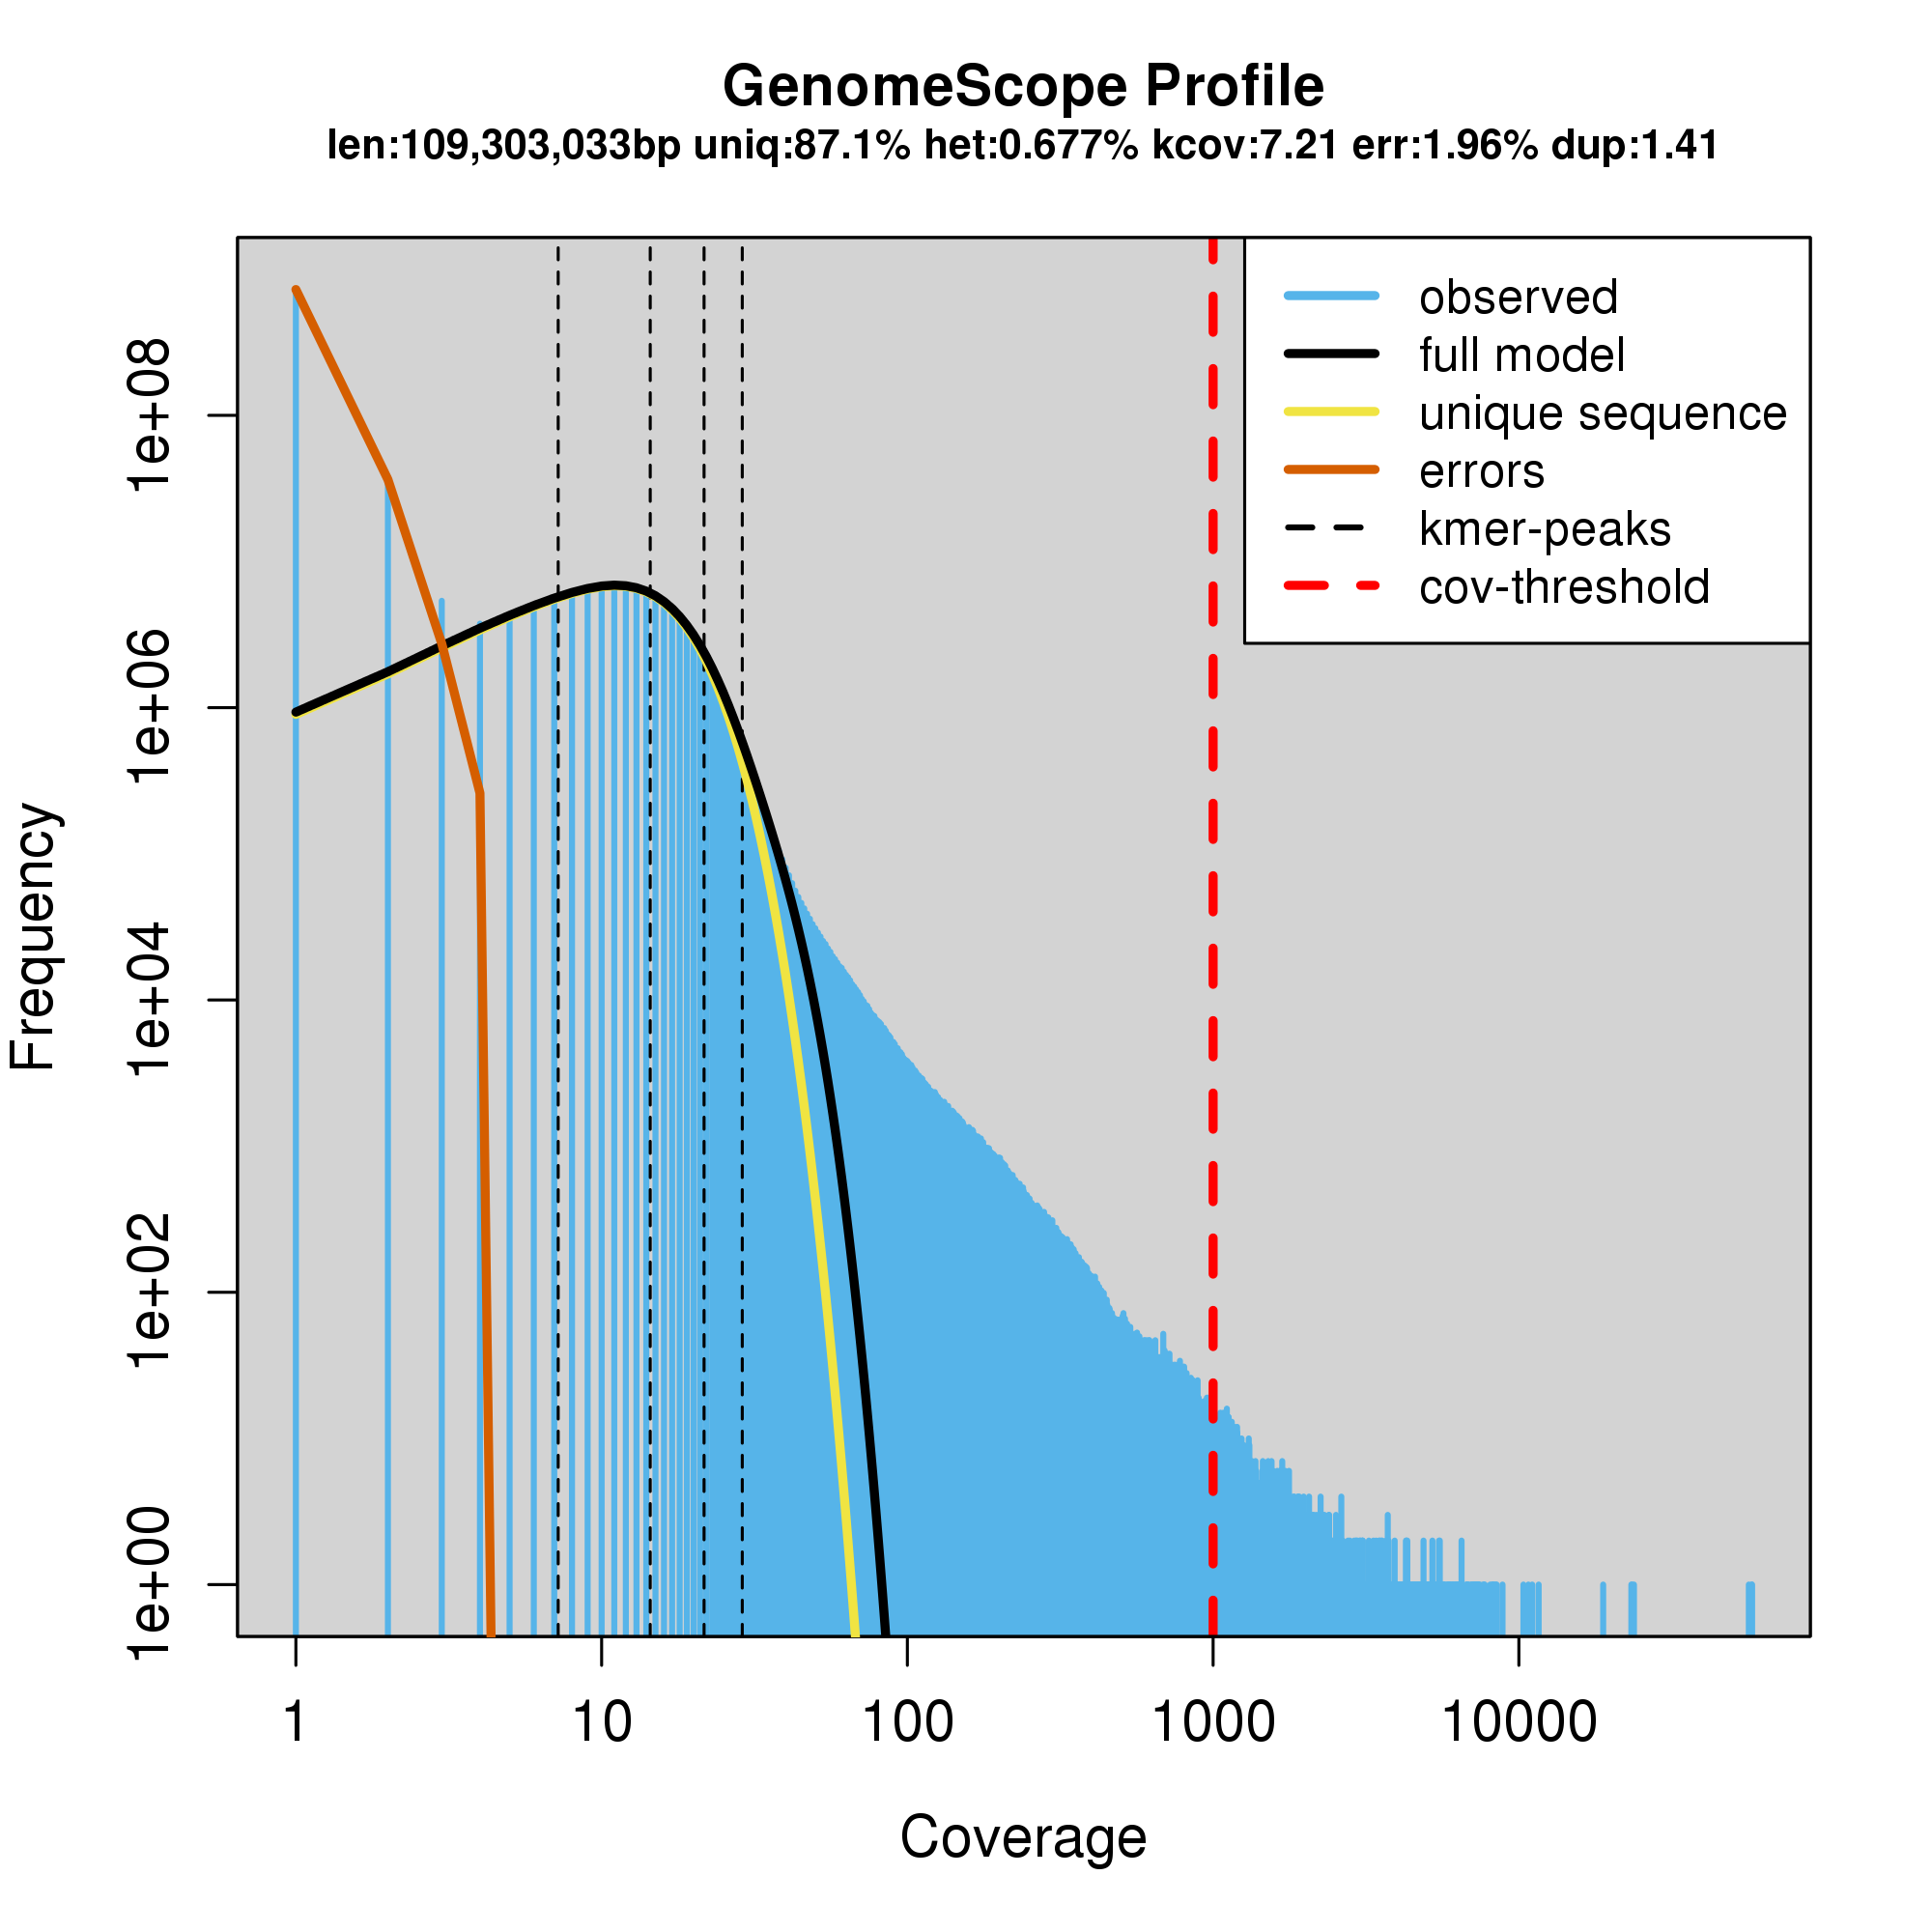 GenomeScope Profile
len:109,303,033bp uniq:87.1% het:0.677% kcov:7.21 err:1.96% dup:1.41
observed
full model
unique sequence
errors
kmer-peaks
cov-threshold
Frequency
1e+08
1e+06
1e+04
1e+02
1e+00
1 10 100 1000 10000
Coverage